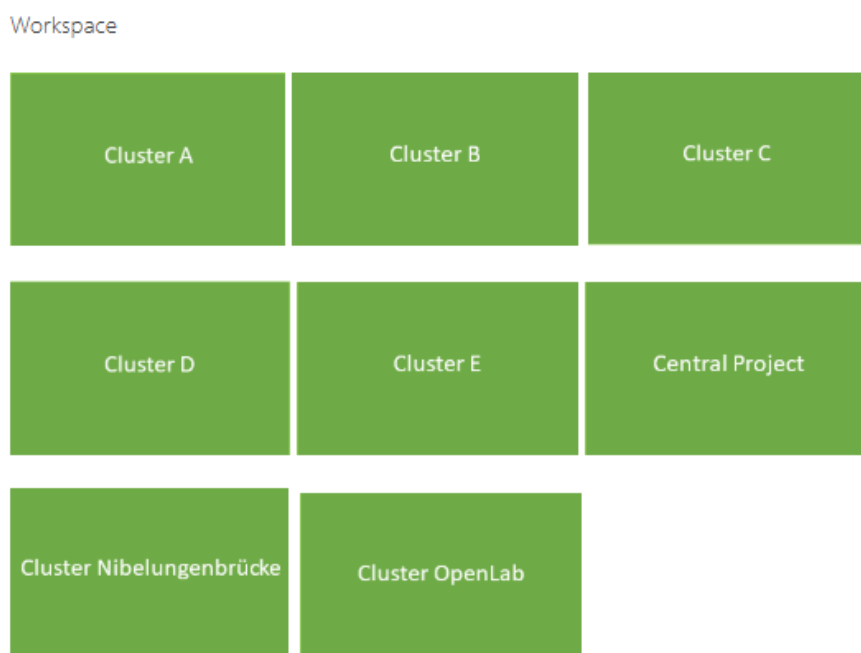 Workspace
Cluster A
Cluster B
Cluster C
Cluster D
Cluster E
Central Project
Cluster Nibelungenbrücke
Cluster OpenLab